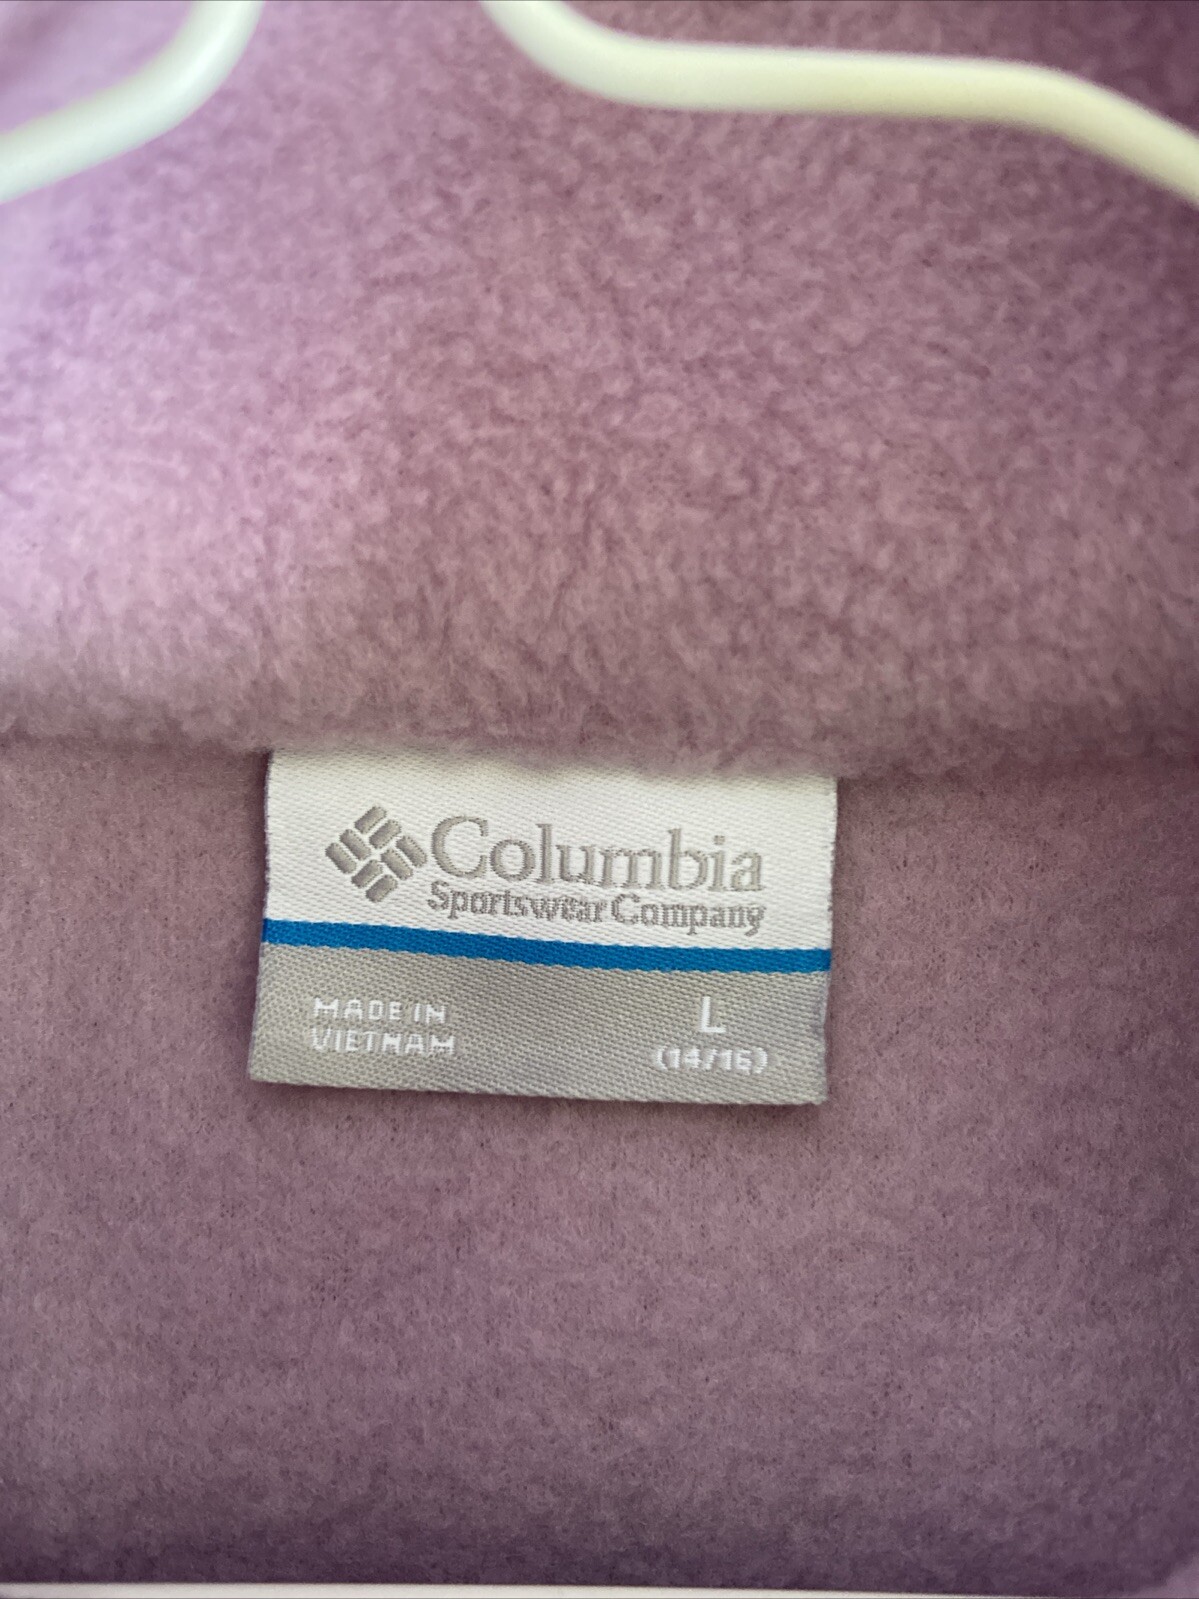 Columbia
Sportswear Company
MADE IN
VIETNAM
L
(14/16)